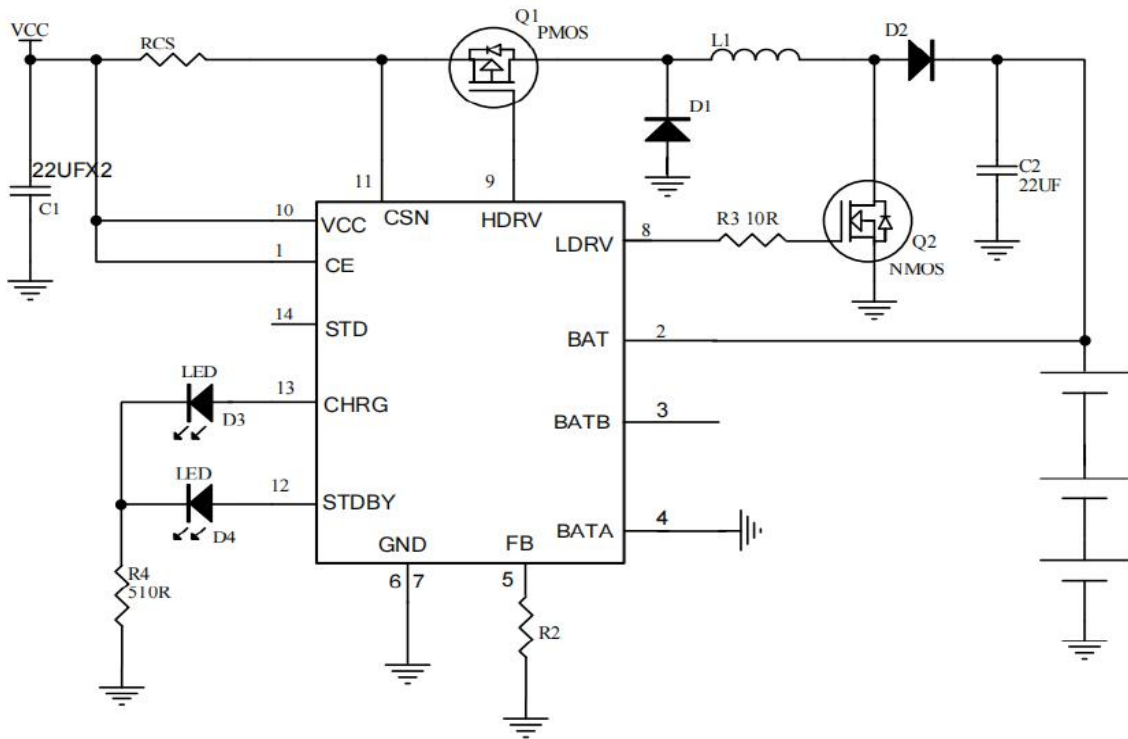 VCC
RCS
Q1
PMOS
L1
D2
D1
22UFX2
C1
C2
22UF
11
9
10
VCC
CSN
HDRV
1
CE
LDRV
8
R3 10R
Q2
NMOS
14
STD
BAT
2
LED
13
CHRG
D3
BATB
3
LED
12
STDBY
D4
BATA
4
GND
FB
6 7
5
R4
510R
R2